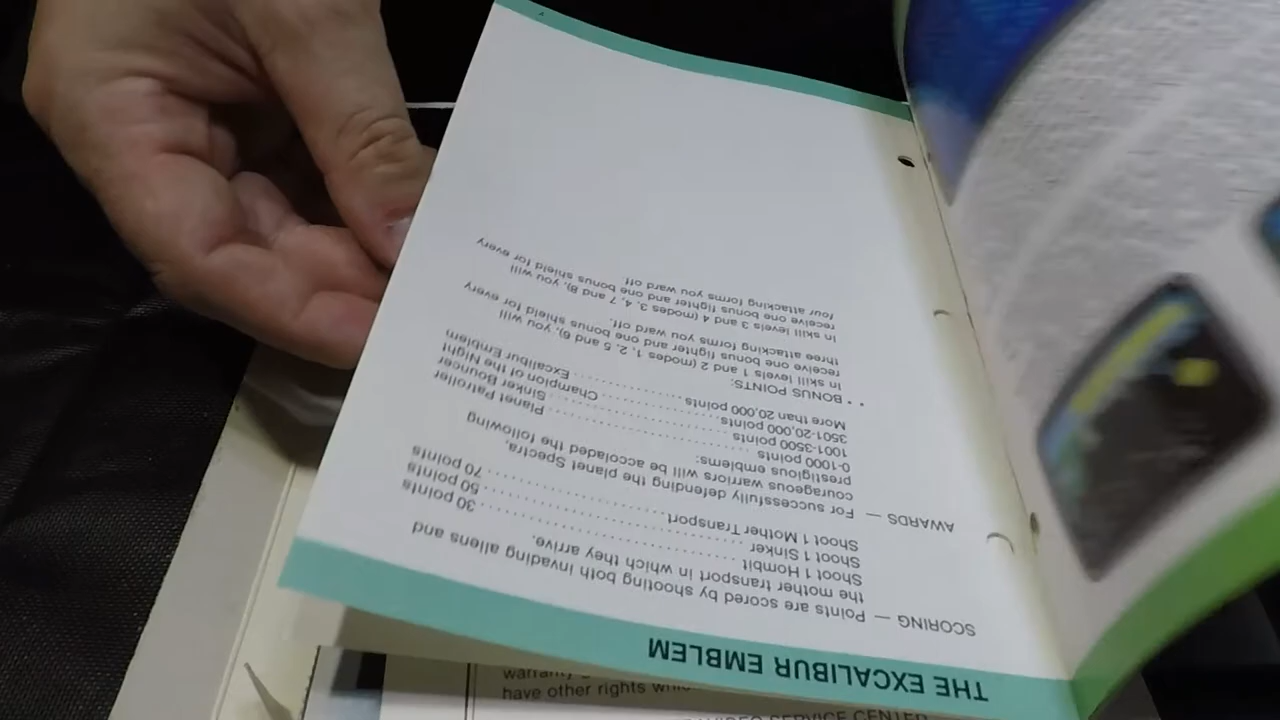 THE EXCALIBUR EMBLEM
SCORING — Points are scored by shooting both invading aliens and
the mother transport in which they arrive.
Shoot 1 Hombit ........ 30 points
Shoot 1 Sinker ........ 50 points
Shoot 1 Mother Transport ........ 70 points
AWARDS — For successfully defending the planet Spectra,
courageous warriors will be accoladed the following
prestigious emblems:
0-1000 points ........ Planet Patroller
1001-3500 points ........ Sinker Bouncer
3501-20,000 points ........ Champion of the Night
More than 20,000 points ........ Excalibur Emblem
* * BONUS POINTS:
In skill levels 1 and 2 (modes 1, 2, 5 and 6), you will
receive one bonus fighter and one bonus shield for every
three attacking forms you ward off.
In skill levels 3 and 4 (modes 3, 4, 7 and 8), you will
receive one bonus fighter and one bonus shield for every
four attacking forms you ward off.
warranty
have other rights
SERVICE CENTER